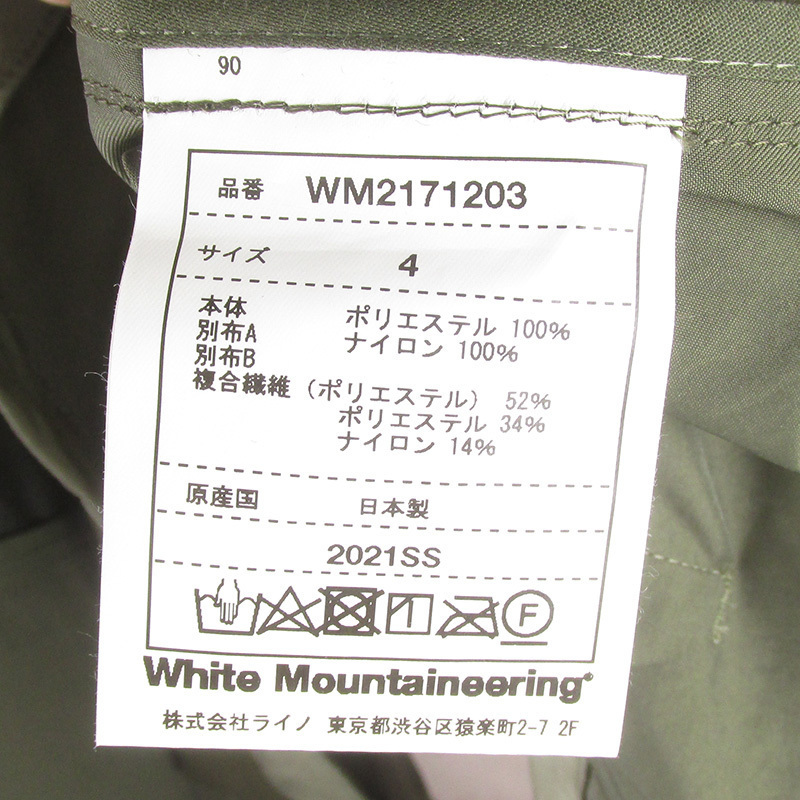 90
品番 WM2171203
サイズ 4
本体 ポリエステル 100%
別布A ナイロン 100%
別布B
複合繊維 (ポリエステル) 52%
ポリエステル 34%
ナイロン 14%
原産国 日本製
2021SS
F
White Mountaineering®
株式会社ライノ 東京都渋谷区猿楽町2-7 2F